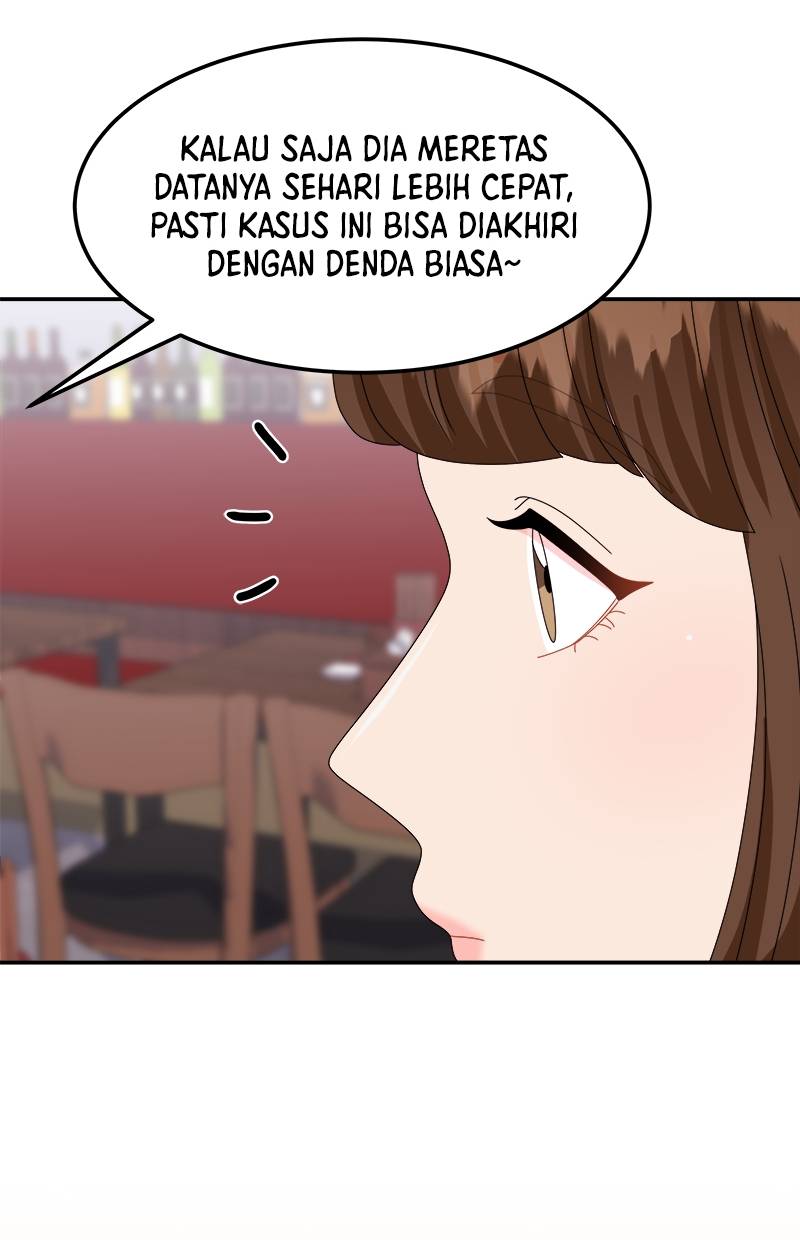 KALAU SAJA DIA MERETAS
DATANYA SEHARI LEBIH CEPAT,
PASTI KASUS INI BISA DIAKHIRI
DENGAN DENDA BIASA~